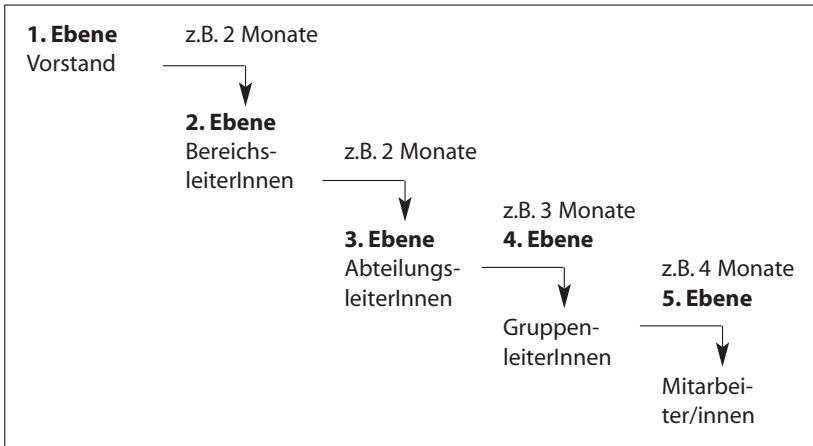 1. Ebene
z.B. 2 Monate
Vorstand
2. Ebene
Bereichs-
leiterInnen
z.B. 2 Monate
3. Ebene
Abteilungs-
leiterInnen
z.B. 3 Monate
4. Ebene
Gruppen-
leiterInnen
z.B. 4 Monate
5. Ebene
Mitarbei-
ter/innen